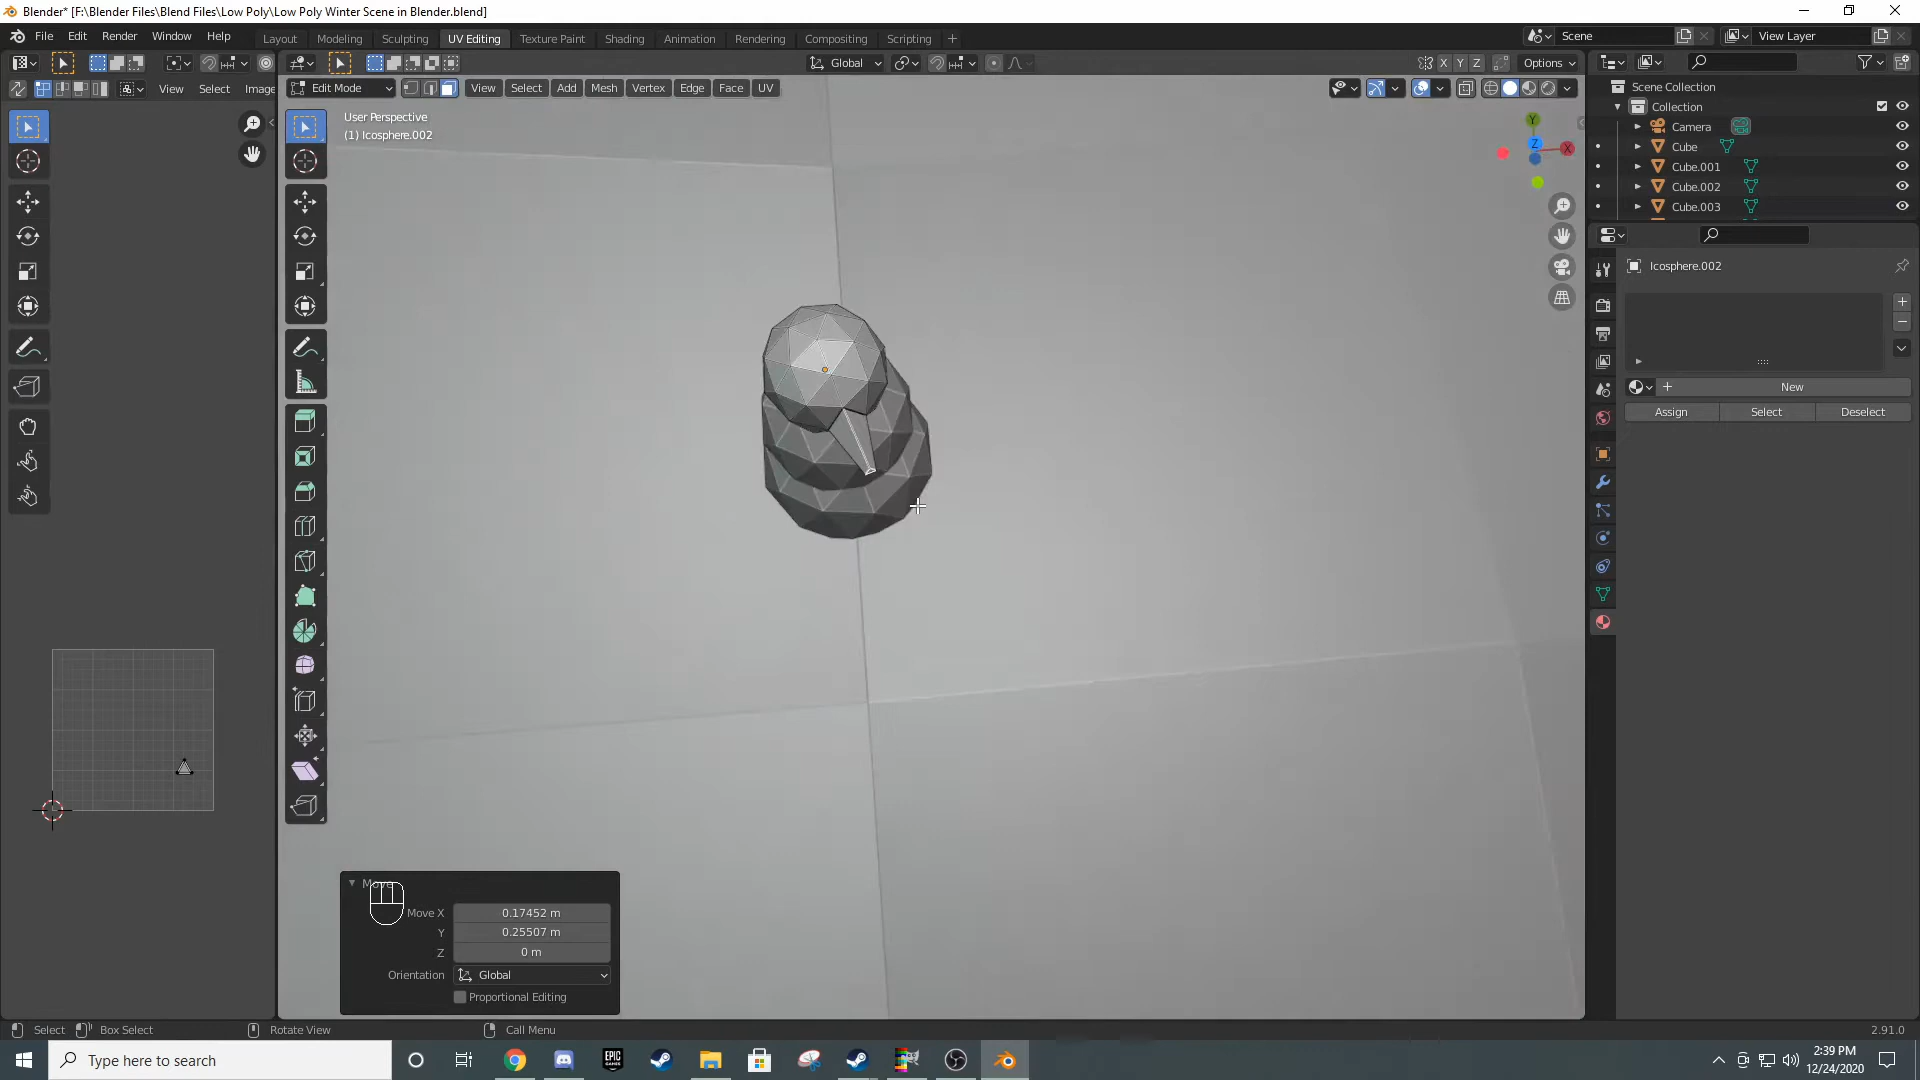 Blender* [F:\Blender Files\Blend Files\Low Poly\Low Poly Winter Scene in Blender.blend]
File Edit Render Window Help
Layout Modeling Sculpting UV Editing Texture Paint Shading Animation Rendering Compositing Scripting
Scene View Layer
Global X Y Z Options
View Select Image
Edit Mode View Select Add Mesh Vertex Edge Face UV
User Perspective
(1) Icosphere.002
Y
Z
X
Scene Collection
Collection
Camera
Cube
Cube.001
Cube.002
Cube.003
Icosphere.002
New
Assign Select Deselect
Move X 0.17452 m
Y 0.25507 m
Z 0 m
Orientation Global
Proportional Editing
Select Box Select Rotate View Call Menu 2.91.0
Type here to search
EPIC GAMES
2:39 PM
12/24/2020